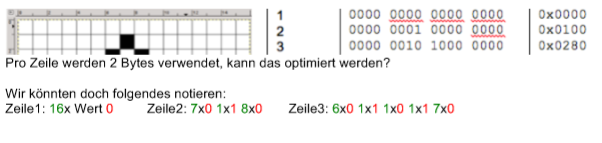 1 0000 0000 0000 0000 0x0000
2 0000 0001 0000 0000 0x0100
3 0000 0010 1000 0000 0x0280
Pro Zeile werden 2 Bytes verwendet, kann das optimiert werden?
Wir könnten doch folgendes notieren:
Zeile1: 16x Wert 0 Zeile2: 7x0 1x1 8x0 Zeile3: 6x0 1x1 1x0 1x1 7x0